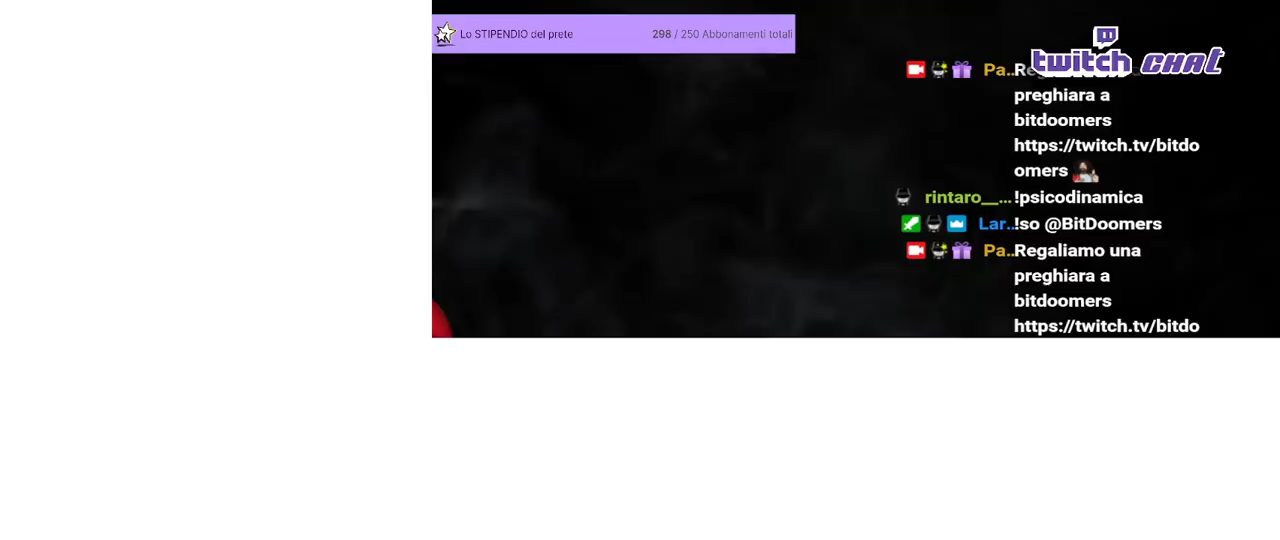 Lo STIPENDIO del prete 298 / 250 Abbonamenti totali
twitch CHAT
Pa..
preghiara a
bitdoomers
https://twitch.tv/bitdo
omers
rintaro__... !psicodinamica
Lar.. !so @BitDoomers
Pa.. Regaliamo una
preghiara a
bitdoomers
https://twitch.tv/bitdo